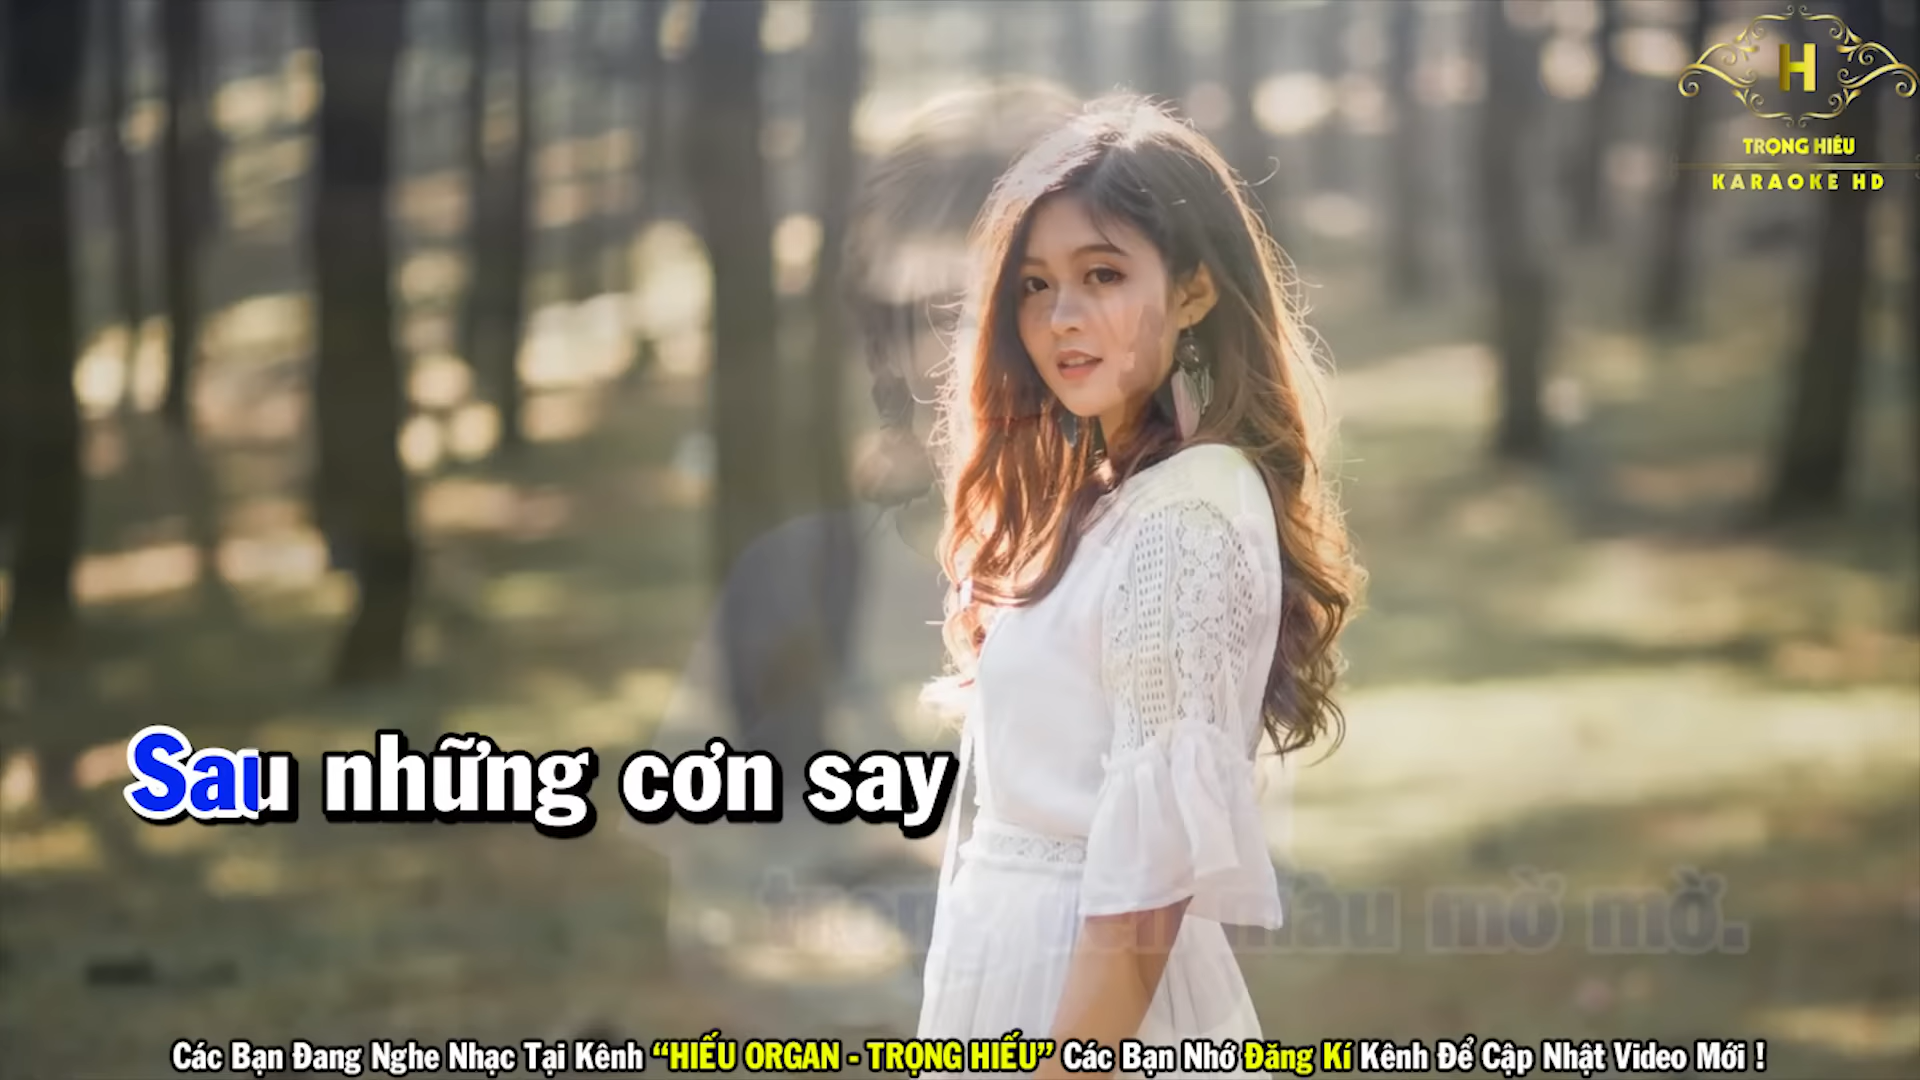 H
TRỌNG HIẾU
KARAOKE HD
Sau những cơn say
mờ mờ.
Các Bạn Đang Nghe Nhạc Tại Kênh “HIẾU ORGAN - TRỌNG HIẾU” Các Bạn Nhớ Đăng Kí Kênh Để Cập Nhật Video Mới !